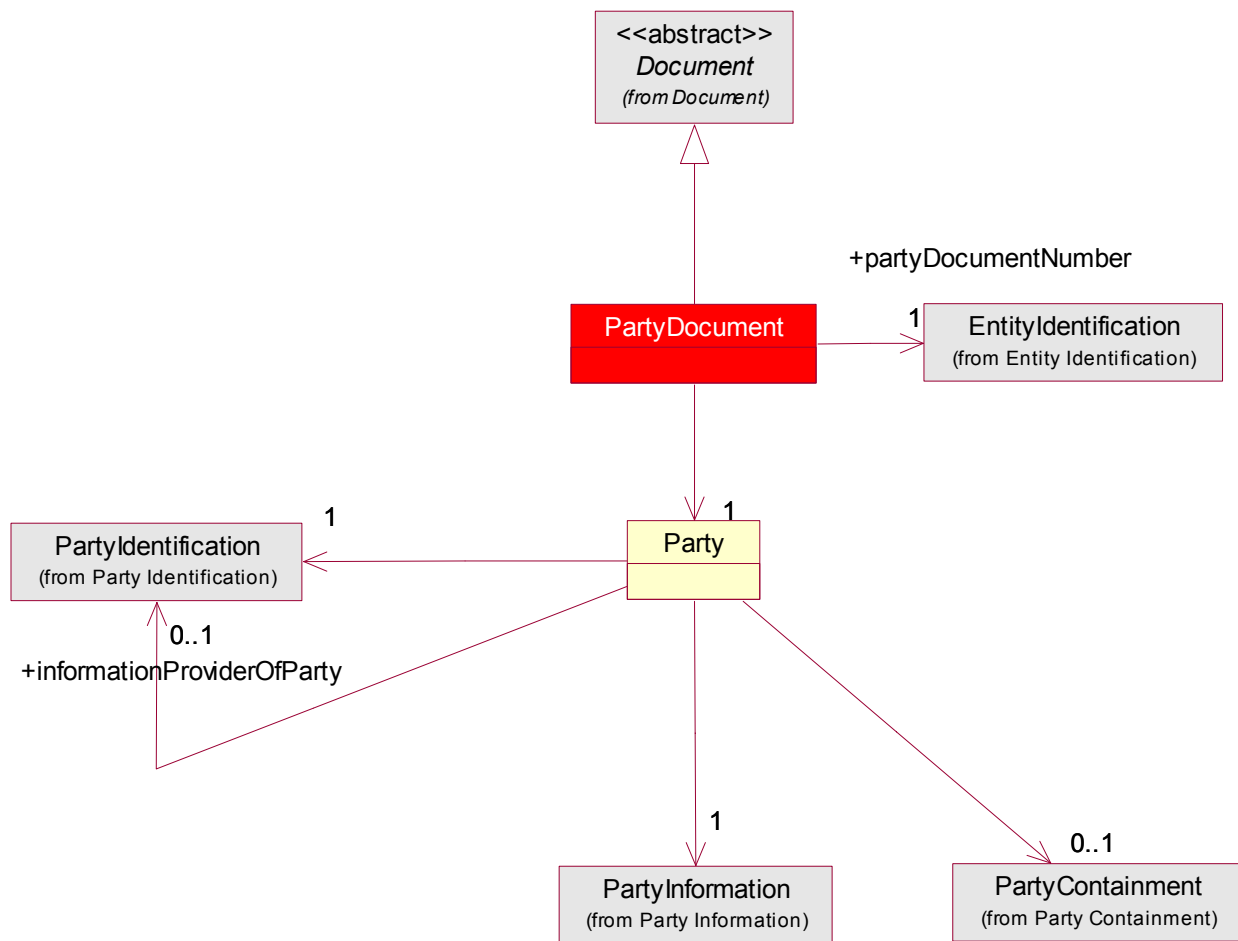 <<abstract>>
Document
(from Document)
+partyDocumentNumber
PartyDocument
1
EntityIdentification
(from Entity Identification)
1
1
PartyIdentification
(from Party Identification)
Party
0..1
+informationProviderOfParty
1
0..1
PartyInformation
(from Party Information)
PartyContainment
(from Party Containment)